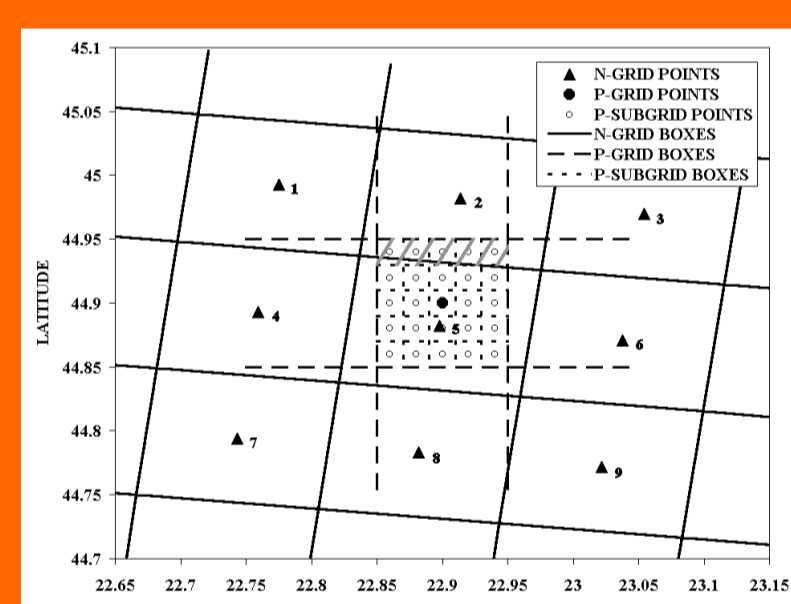 45.1
45.05
45
44.95
44.9
44.85
44.8
44.75
44.7
LATITUDE
N-GRID POINTS
P-GRID POINTS
P-SUBGRID POINTS
N-GRID BOXES
P-GRID BOXES
P-SUBGRID BOXES
1
2
3
4
5
6
7
8
9
22.65 22.7 22.75 22.8 22.85 22.9 22.95 23 23.05 23.1 23.15